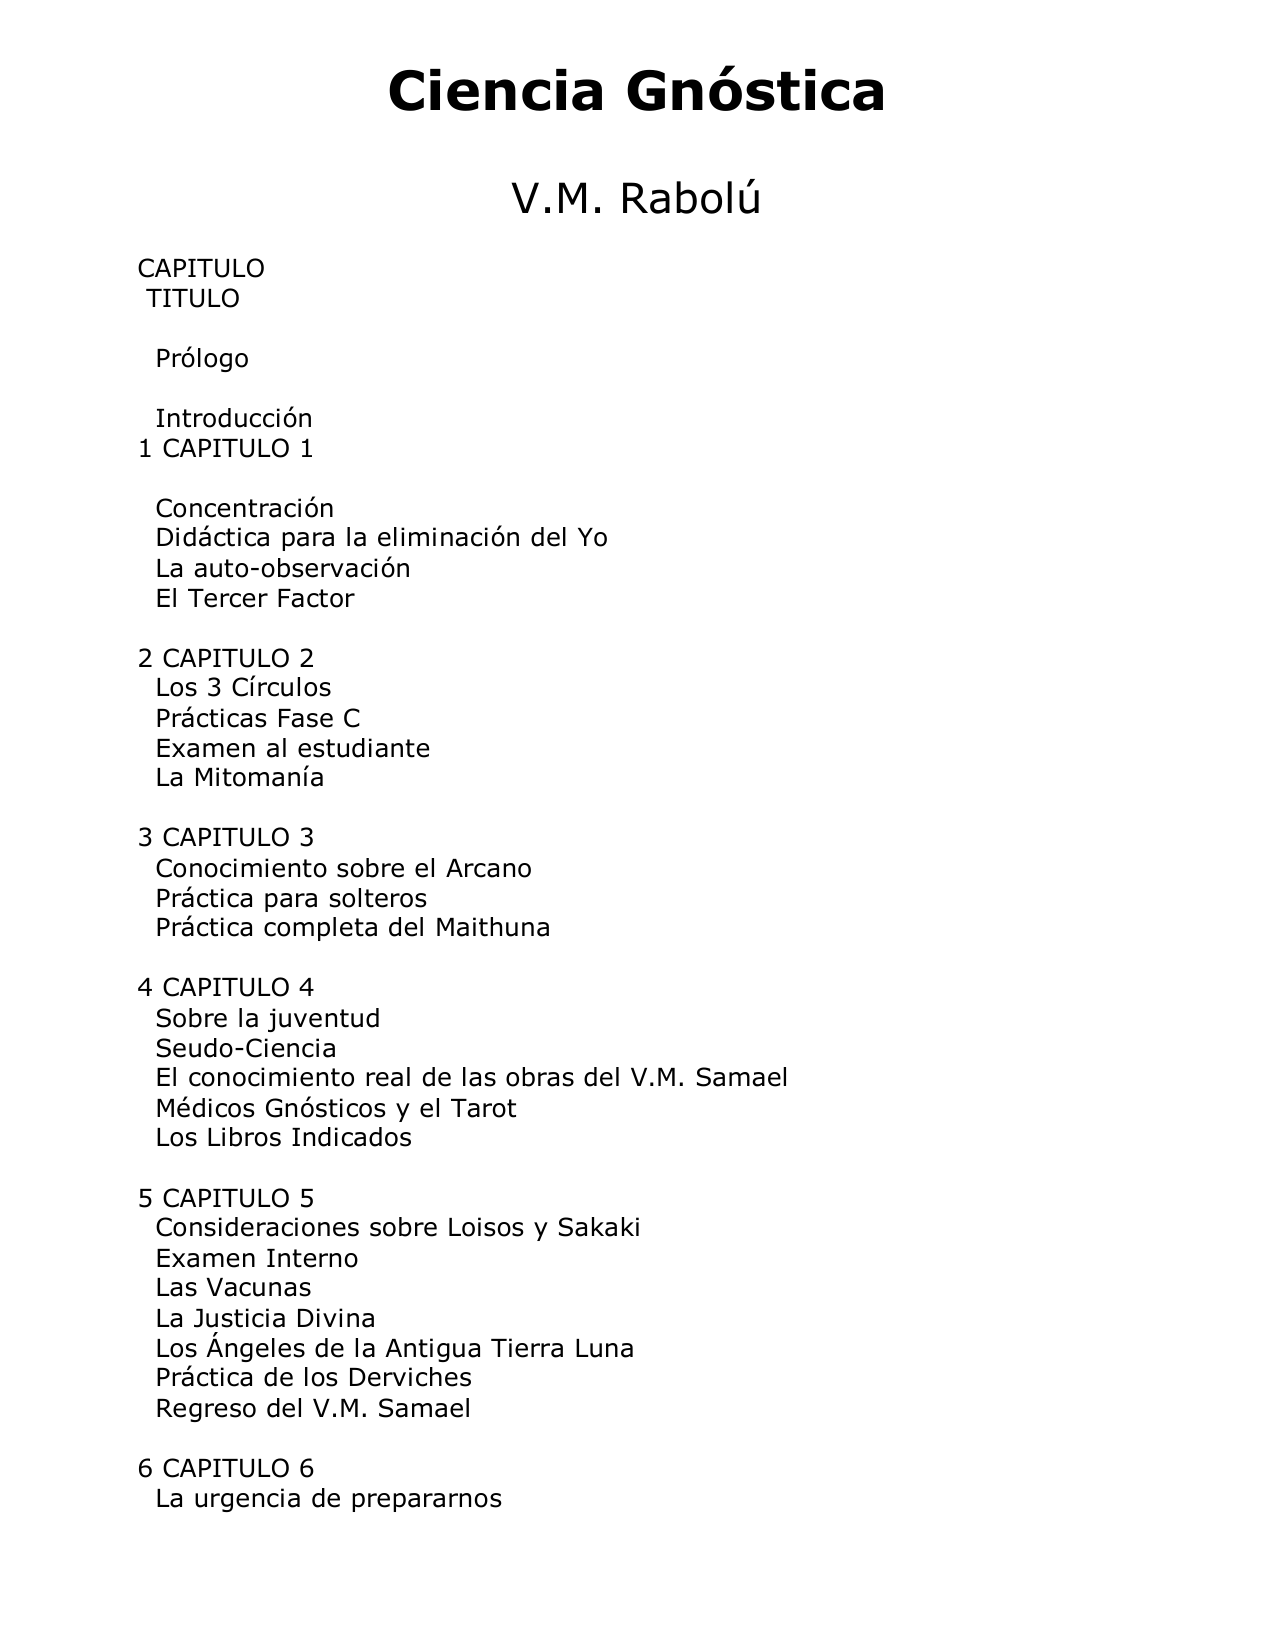 Ciencia Gnóstica
V.M. Rabolú
CAPITULO
TITULO
Prólogo
Introducción
1 CAPITULO 1
Concentración
Didáctica para la eliminación del Yo
La auto-observación
El Tercer Factor
2 CAPITULO 2
Los 3 Círculos
Prácticas Fase C
Examen al estudiante
La Mitomanía
3 CAPITULO 3
Conocimiento sobre el Arcano
Práctica para solteros
Práctica completa del Maithuna
4 CAPITULO 4
Sobre la juventud
Seudo-Ciencia
El conocimiento real de las obras del V.M. Samael
Médicos Gnósticos y el Tarot
Los Libros Indicados
5 CAPITULO 5
Consideraciones sobre Loisos y Sakaki
Examen Interno
Las Vacunas
La Justicia Divina
Los Ángeles de la Antigua Tierra Luna
Práctica de los Derviches
Regreso del V.M. Samael
6 CAPITULO 6
La urgencia de prepararnos